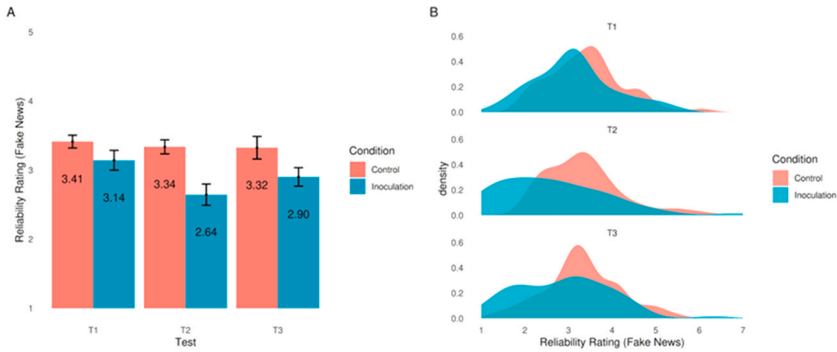 A
5
4
3
2
1
Reliability Rating (Fake News)
3.41
3.14
3.34
2.64
3.32
2.90
T1
T2
T3
Test
Condition
Control
Inoculation
B
T1
0.6
0.4
0.2
0.0
T2
0.6
0.4
0.2
0.0
T3
0.6
0.4
0.2
0.0
density
1 2 3 4 5 6 7
Reliability Rating (Fake News)
Condition
Control
Inoculation